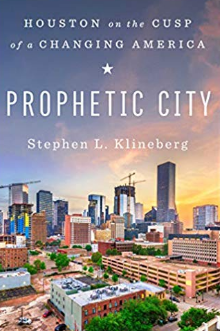 HOUSTON on the CUSP
of a CHANGING AMERICA
PROPHETIC CITY
Stephen L. Klineberg